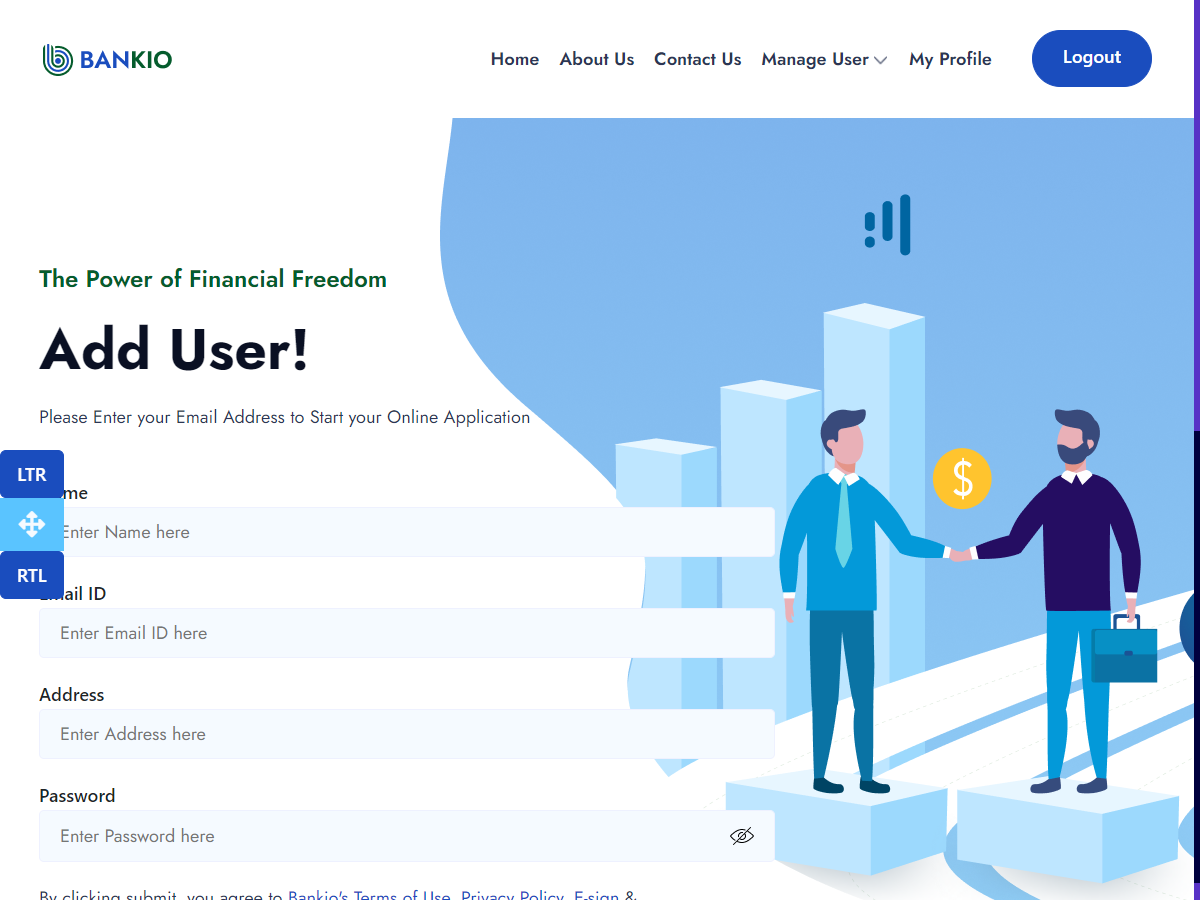 BANKIO
Home About Us Contact Us Manage User My Profile Logout
The Power of Financial Freedom
Add User!
Please Enter your Email Address to Start your Online Application
LTR
me
Enter Name here
RTL
Email ID
Enter Email ID here
Address
Enter Address here
Password
Enter Password here
By clicking submit, you agree to Bankio's Terms of Use, Privacy Policy, E-sign &
$